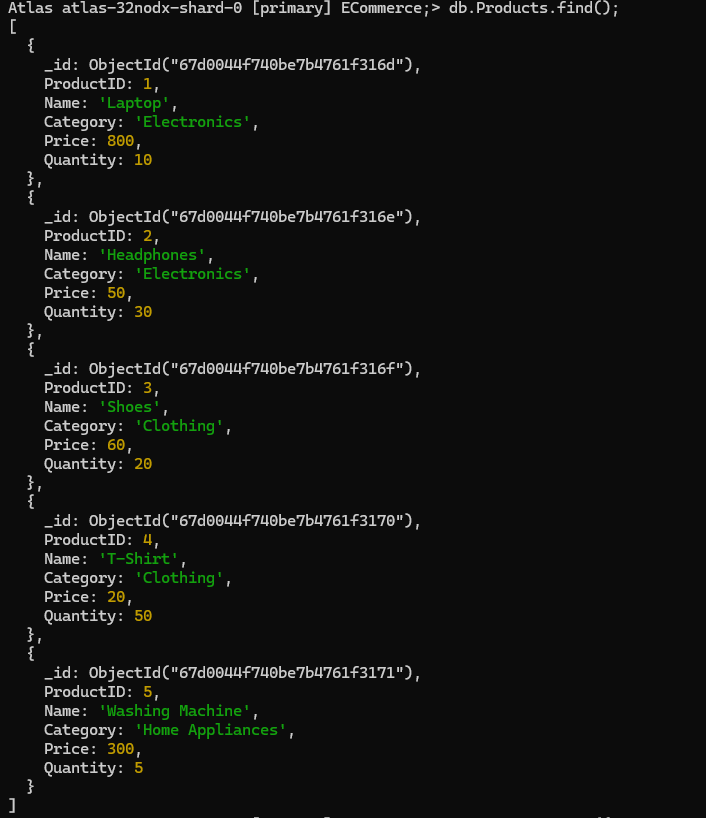 Atlas atlas-32nodx-shard-0 [primary] ECommerce;> db.Products.find();
[
  {
    _id: ObjectId("67d0044f740be7b4761f316d"),
    ProductID: 1,
    Name: 'Laptop',
    Category: 'Electronics',
    Price: 800,
    Quantity: 10
  },
  {
    _id: ObjectId("67d0044f740be7b4761f316e"),
    ProductID: 2,
    Name: 'Headphones',
    Category: 'Electronics',
    Price: 50,
    Quantity: 30
  },
  {
    _id: ObjectId("67d0044f740be7b4761f316f"),
    ProductID: 3,
    Name: 'Shoes',
    Category: 'Clothing',
    Price: 60,
    Quantity: 20
  },
  {
    _id: ObjectId("67d0044f740be7b4761f3170"),
    ProductID: 4,
    Name: 'T-Shirt',
    Category: 'Clothing',
    Price: 20,
    Quantity: 50
  },
  {
    _id: ObjectId("67d0044f740be7b4761f3171"),
    ProductID: 5,
    Name: 'Washing Machine',
    Category: 'Home Appliances',
    Price: 300,
    Quantity: 5
  }
]